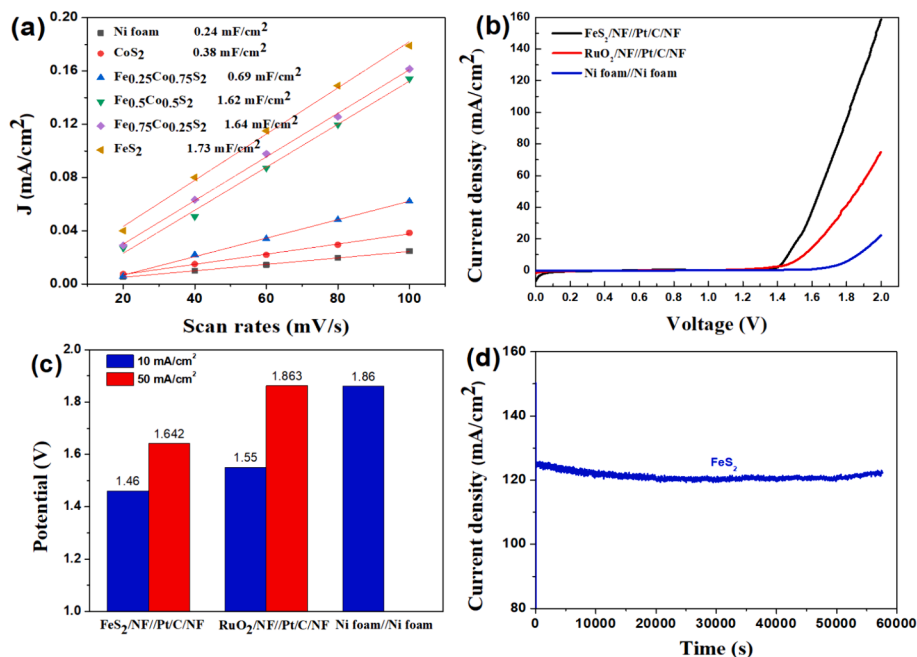 (a)
Ni foam 0.24 mF/cm²
CoS2 0.38 mF/cm²
Fe0.25Co0.75S2 0.69 mF/cm²
Fe0.5Co0.5S2 1.62 mF/cm²
Fe0.75Co0.25S2 1.64 mF/cm²
FeS2 1.73 mF/cm²
J (mA/cm²)
0.20
0.16
0.12
0.08
0.04
0.00
20 40 60 80 100
Scan rates (mV/s)
(b)
FeS₂/NF//Pt/C/NF
RuO₂/NF//Pt/C/NF
Ni foam//Ni foam
Current density (mA/cm²)
160
140
120
100
80
60
40
20
0
0.0 0.2 0.4 0.6 0.8 1.0 1.2 1.4 1.6 1.8 2.0
Voltage (V)
(c)
10 mA/cm²
50 mA/cm²
Potential (V)
2.0
1.8
1.6
1.4
1.2
1.0
1.46
1.642
1.55
1.863
1.86
FeS₂/NF//Pt/C/NF RuO₂/NF//Pt/C/NF Ni foam//Ni foam
(d)
FeS₂
Current density (mA/cm²)
160
140
120
100
80
0 10000 20000 30000 40000 50000 60000
Time (s)